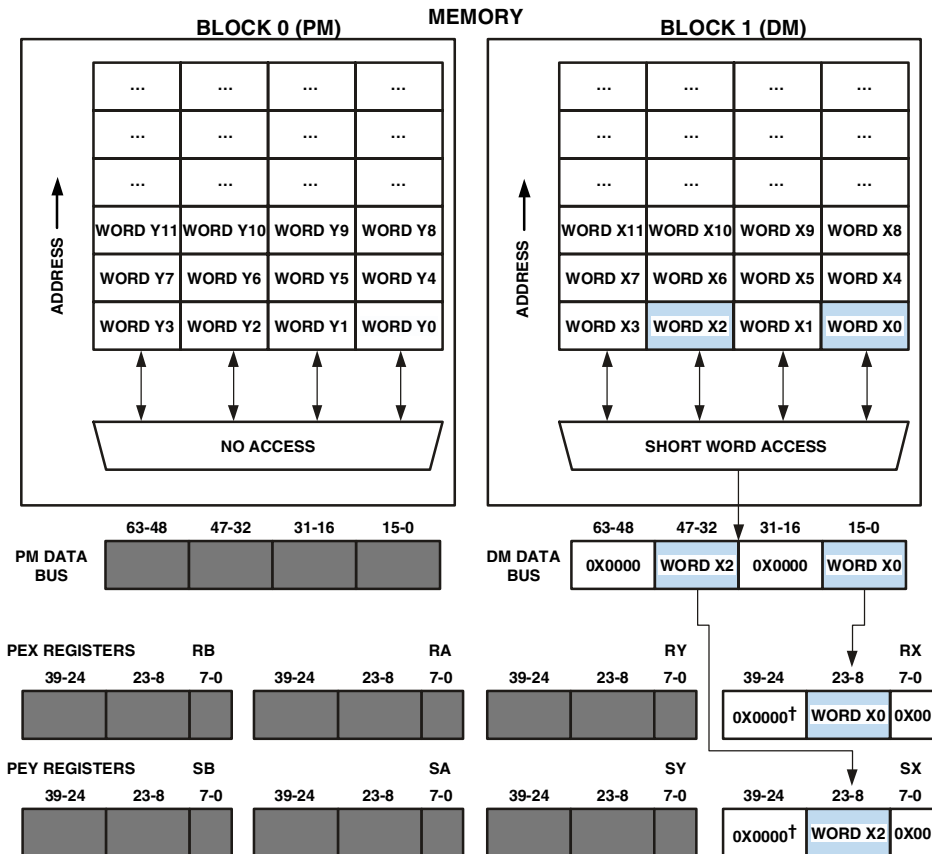 MEMORY
BLOCK 0 (PM) BLOCK 1 (DM)
... ... ... ... ... ... ... ...
... ... ... ... ... ... ... ...
... ... ... ... ... ... ... ...
WORD Y11 WORD Y10 WORD Y9 WORD Y8 WORD X11 WORD X10 WORD X9 WORD X8
ADDRESS ADDRESS
WORD Y7 WORD Y6 WORD Y5 WORD Y4 WORD X7 WORD X6 WORD X5 WORD X4
WORD Y3 WORD Y2 WORD Y1 WORD Y0 WORD X3 WORD X2 WORD X1 WORD X0
NO ACCESS SHORT WORD ACCESS
63-48 47-32 31-16 15-0 63-48 47-32 31-16 15-0
PM DATA BUS
DM DATA BUS
0X0000 WORD X2 0X0000 WORD X0
PEX REGISTERS RB RA RY RX
39-24 23-8 7-0 39-24 23-8 7-0 39-24 23-8 7-0 39-24 23-8 7-0
0X0000† WORD X0 0X00
PEY REGISTERS SB SA SY SX
39-24 23-8 7-0 39-24 23-8 7-0 39-24 23-8 7-0 39-24 23-8 7-0
0X0000† WORD X2 0X00